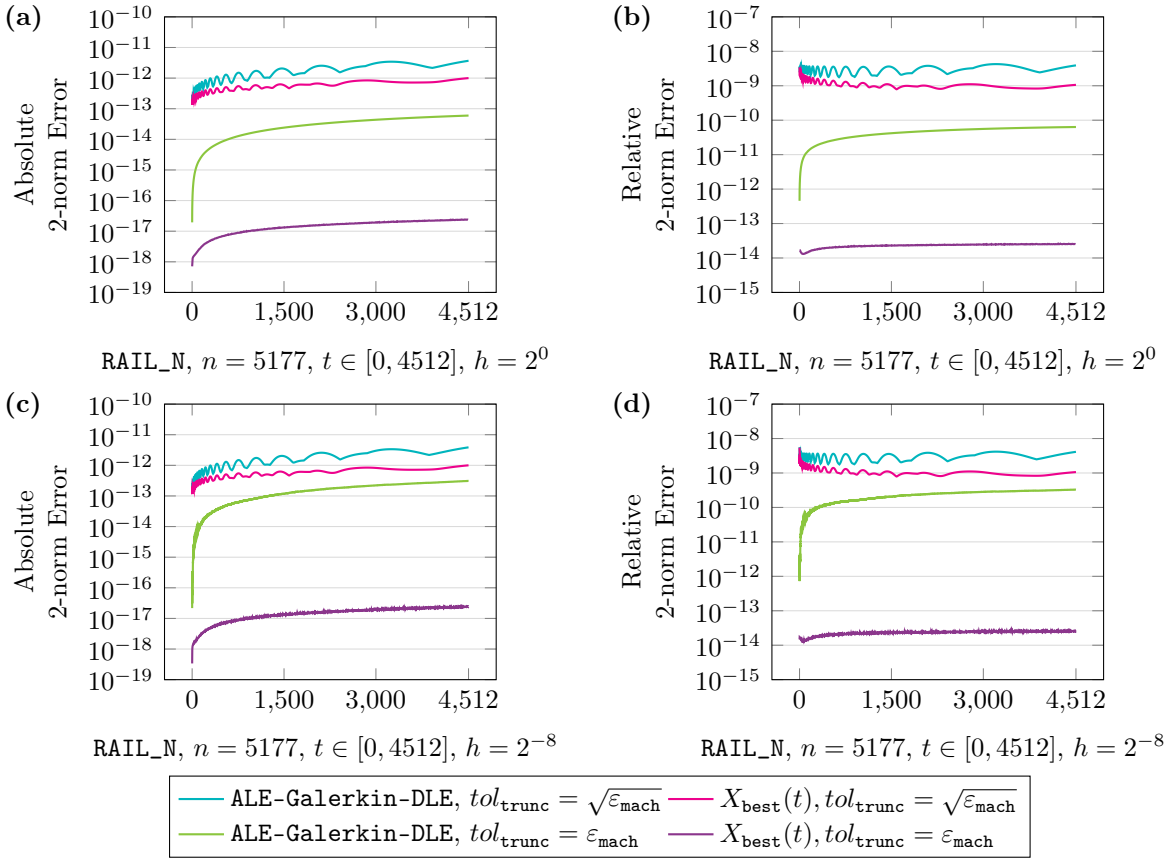 (a)
10⁻¹⁰
10⁻¹¹
10⁻¹²
10⁻¹³
10⁻¹⁴
10⁻¹⁵
10⁻¹⁶
10⁻¹⁷
10⁻¹⁸
10⁻¹⁹
Absolute
2-norm Error
0 1,500 3,000 4,512
RAIL_N, n = 5177, t ∈ [0, 4512], h = 2⁰
(b)
10⁻⁷
10⁻⁸
10⁻⁹
10⁻¹⁰
10⁻¹¹
10⁻¹²
10⁻¹³
10⁻¹⁴
10⁻¹⁵
Relative
2-norm Error
0 1,500 3,000 4,512
RAIL_N, n = 5177, t ∈ [0, 4512], h = 2⁰
(c)
10⁻¹⁰
10⁻¹¹
10⁻¹²
10⁻¹³
10⁻¹⁴
10⁻¹⁵
10⁻¹⁶
10⁻¹⁷
10⁻¹⁸
10⁻¹⁹
Absolute
2-norm Error
0 1,500 3,000 4,512
RAIL_N, n = 5177, t ∈ [0, 4512], h = 2⁻⁸
(d)
10⁻⁷
10⁻⁸
10⁻⁹
10⁻¹⁰
10⁻¹¹
10⁻¹²
10⁻¹³
10⁻¹⁴
10⁻¹⁵
Relative
2-norm Error
0 1,500 3,000 4,512
RAIL_N, n = 5177, t ∈ [0, 4512], h = 2⁻⁸
ALE-Galerkin-DLE, tol_trunc = √ε_mach X_best(t), tol_trunc = √ε_mach
ALE-Galerkin-DLE, tol_trunc = ε_mach X_best(t), tol_trunc = ε_mach